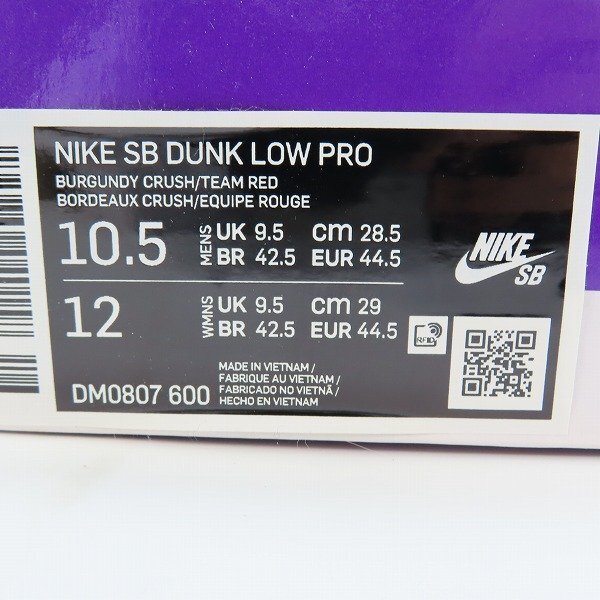 NIKE SB DUNK LOW PRO
BURGUNDY CRUSH/TEAM RED
BORDEAUX CRUSH/EQUIPE ROUGE
10.5 MENS UK 9.5 cm 28.5
BR 42.5 EUR 44.5
12 WMNS UK 9.5 cm 29
BR 42.5 EUR 44.5
NIKE
SB
RFID
MADE IN VIETNAM/
FABRIQUE AU VIETNAM/
FABRICADO NO VIETNÃ/
HECHO EN VIETNAM
DM0807 600